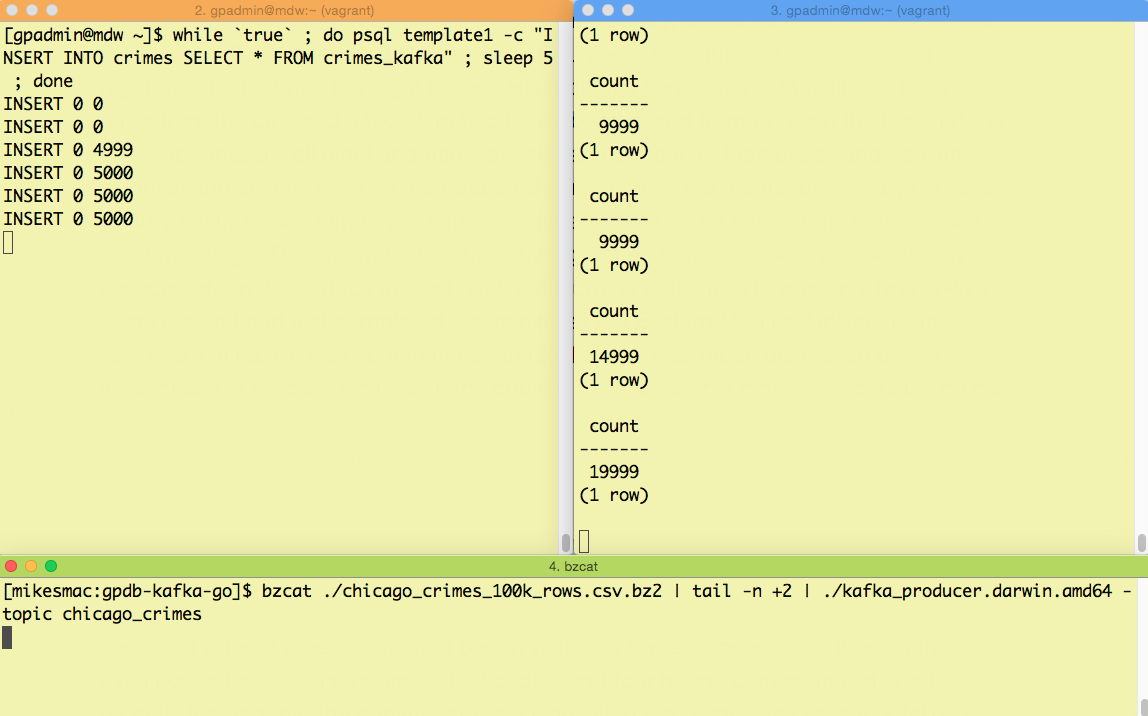 2. gpadmin@mdw:~ (vagrant)
[gpadmin@mdw ~]$ while `true` ; do psql template1 -c "I
NSERT INTO crimes SELECT * FROM crimes_kafka" ; sleep 5
 ; done
INSERT 0 0
INSERT 0 0
INSERT 0 4999
INSERT 0 5000
INSERT 0 5000
INSERT 0 5000
3. gpadmin@mdw:~ (vagrant)
(1 row)
count
-------
9999
(1 row)
count
-------
9999
(1 row)
count
-------
14999
(1 row)
count
-------
19999
(1 row)
4. bzcat
[mikesmac:gpdb-kafka-go]$ bzcat ./chicago_crimes_100k_rows.csv.bz2 | tail -n +2 | ./kafka_producer.darwin.amd64 -
topic chicago_crimes